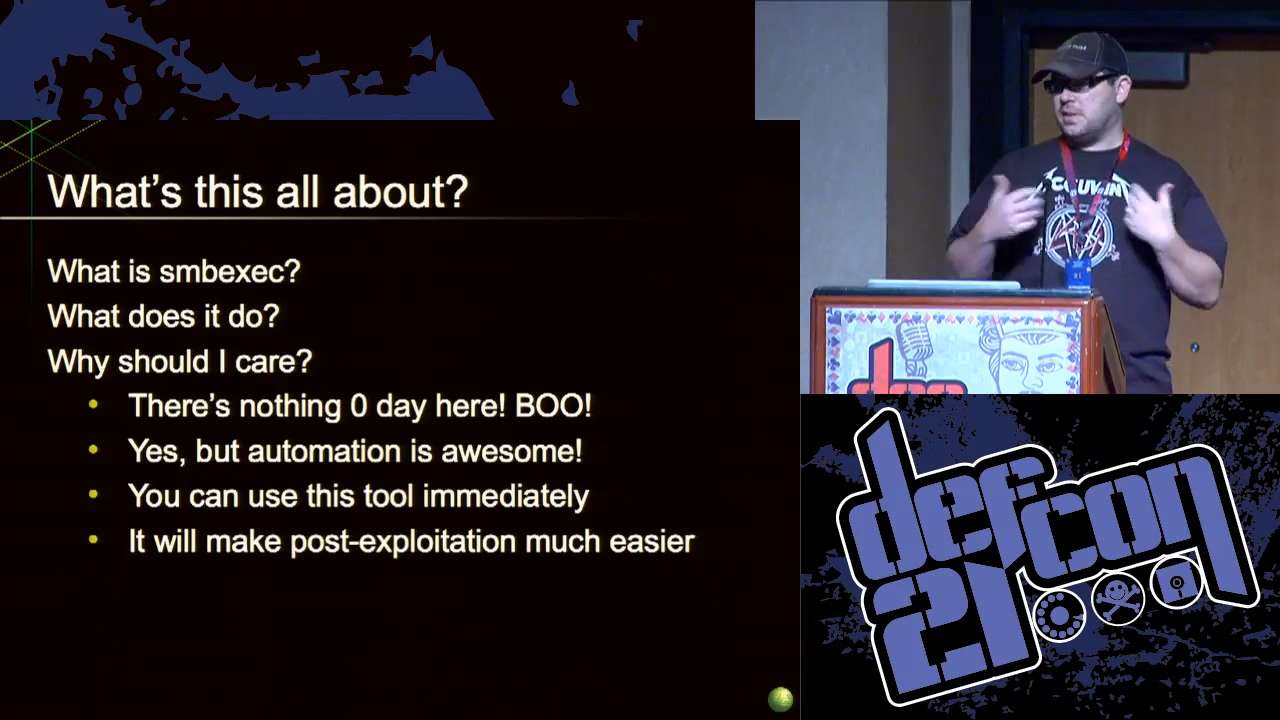 What's this all about?
What is smbexec?
What does it do?
Why should I care?
• There's nothing 0 day here! BOO!
• Yes, but automation is awesome!
• You can use this tool immediately
• It will make post-exploitation much easier
defcon
21